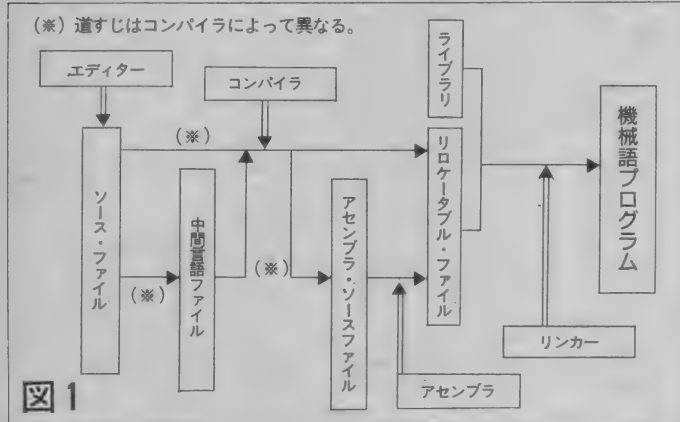 (※) 道すじはコンパイラによって異なる。
エディター
コンパイラ
ライブラリ
機械語プログラム
(※)
ソース・ファイル
中間言語ファイル
アセンブラ・ソースファイル
リロケータブル・ファイル
(※)
(※)
リンカー
アセンブラ
図1